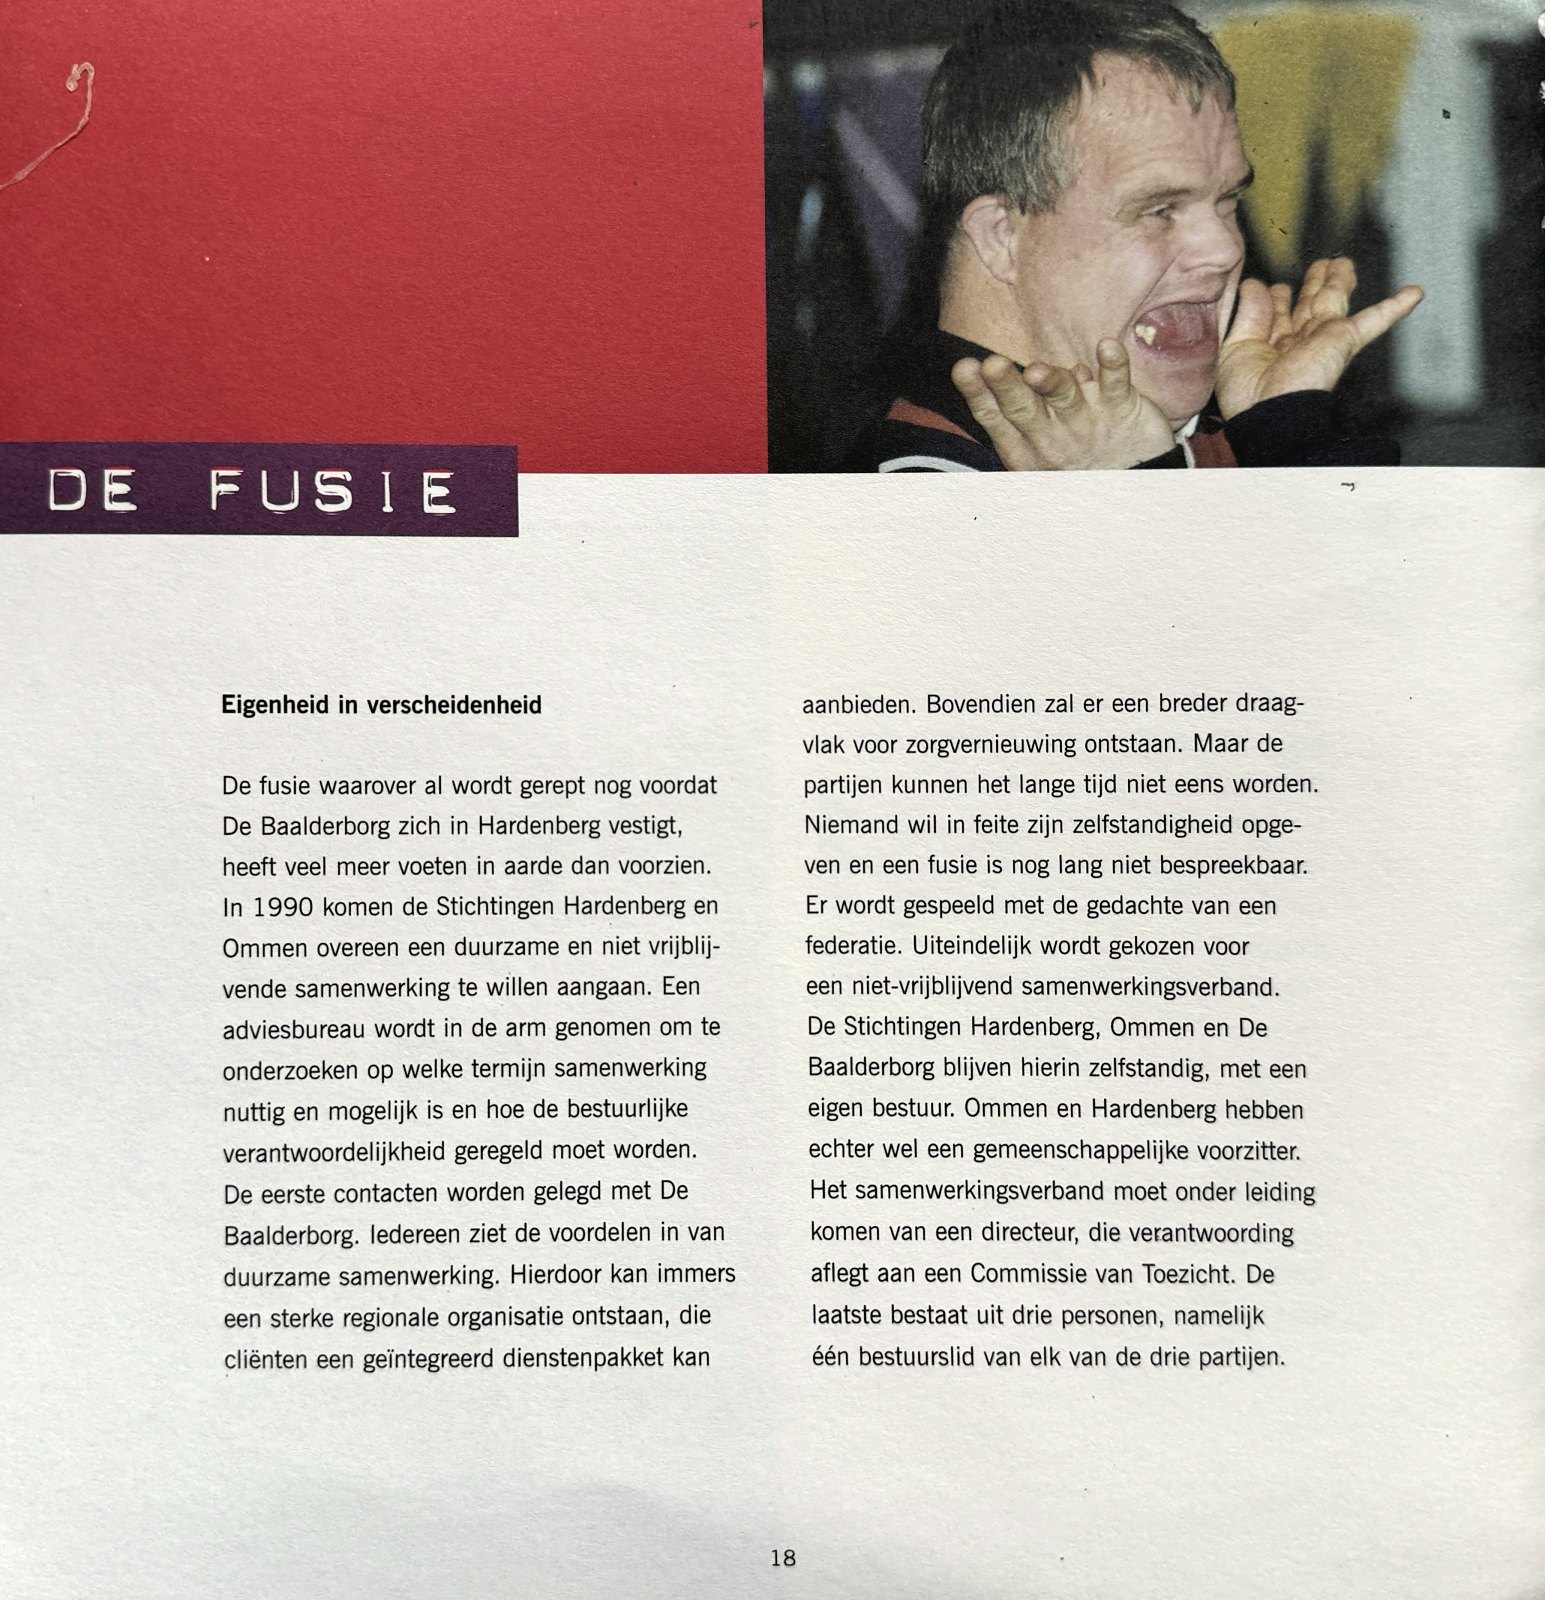 DE FUSIE
Eigenheid in verscheidenheid
De fusie waarover al wordt gerept nog voordat
De Baalderborg zich in Hardenberg vestigt,
heeft veel meer voeten in aarde dan voorzien.
In 1990 komen de Stichtingen Hardenberg en
Ommen overeen een duurzame en niet vrijblij-
vende samenwerking te willen aangaan. Een
adviesbureau wordt in de arm genomen om te
onderzoeken op welke termijn samenwerking
nuttig en mogelijk is en hoe de bestuurlijke
verantwoordelijkheid geregeld moet worden.
De eerste contacten worden gelegd met De
Baalderborg. Iedereen ziet de voordelen in van
duurzame samenwerking. Hierdoor kan immers
een sterke regionale organisatie ontstaan, die
cliënten een geïntegreerd dienstenpakket kan
aanbieden. Bovendien zal er een breder draag-
vlak voor zorgvernieuwing ontstaan. Maar de
partijen kunnen het lange tijd niet eens worden.
Niemand wil in feite zijn zelfstandigheid opge-
ven en een fusie is nog lang niet bespreekbaar.
Er wordt gespeeld met de gedachte van een
federatie. Uiteindelijk wordt gekozen voor
een niet-vrijblijvend samenwerkingsverband.
De Stichtingen Hardenberg, Ommen en De
Baalderborg blijven hierin zelfstandig, met een
eigen bestuur. Ommen en Hardenberg hebben
echter wel een gemeenschappelijke voorzitter.
Het samenwerkingsverband moet onder leiding
komen van een directeur, die verantwoording
aflegt aan een Commissie van Toezicht. De
laatste bestaat uit drie personen, namelijk
één bestuurslid van elk van de drie partijen.
18